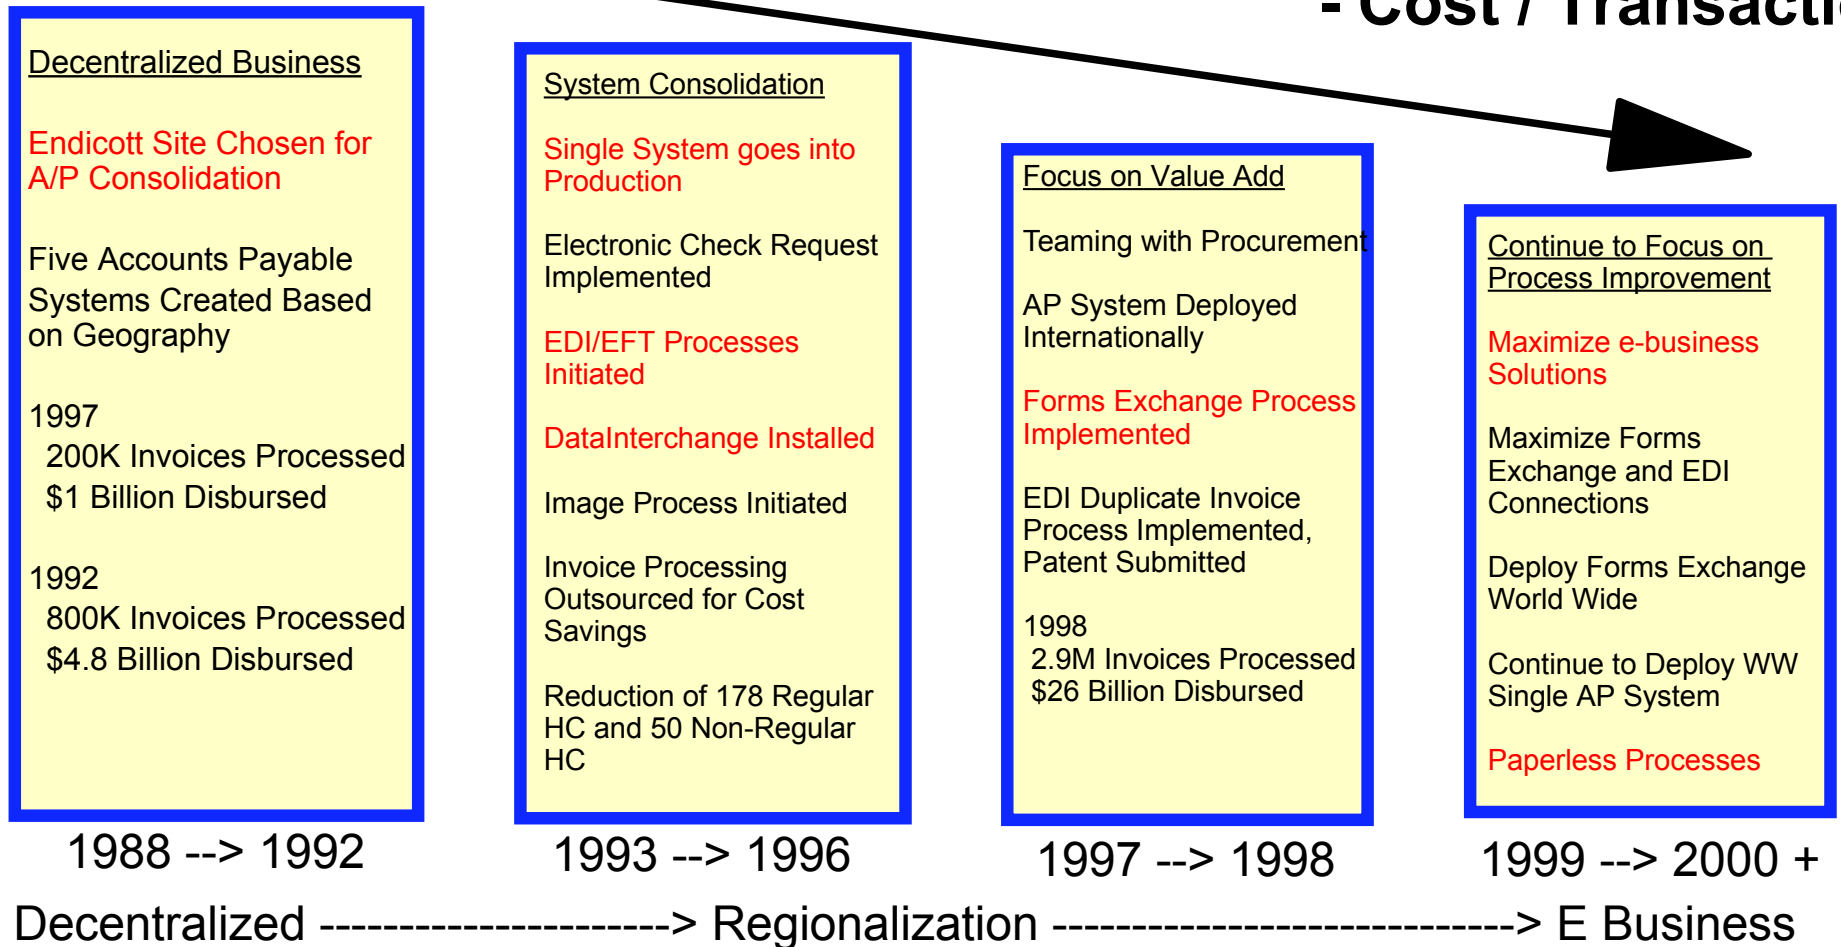 - Cost / Transacti
Decentralized Business
Endicott Site Chosen for
A/P Consolidation
Five Accounts Payable
Systems Created Based
on Geography
1997
200K Invoices Processed
$1 Billion Disbursed
1992
800K Invoices Processed
$4.8 Billion Disbursed
1988 --> 1992
System Consolidation
Single System goes into
Production
Electronic Check Request
Implemented
EDI/EFT Processes
Initiated
DataInterchange Installed
Image Process Initiated
Invoice Processing
Outsourced for Cost
Savings
Reduction of 178 Regular
HC and 50 Non-Regular
HC
1993 --> 1996
Focus on Value Add
Teaming with Procurement
AP System Deployed
Internationally
Forms Exchange Process
Implemented
EDI Duplicate Invoice
Process Implemented,
Patent Submitted
1998
2.9M Invoices Processed
$26 Billion Disbursed
1997 --> 1998
Continue to Focus on
Process Improvement
Maximize e-business
Solutions
Maximize Forms
Exchange and EDI
Connections
Deploy Forms Exchange
World Wide
Continue to Deploy WW
Single AP System
Paperless Processes
1999 --> 2000 +
Decentralized ----------------------> Regionalization -----------------------------> E Business